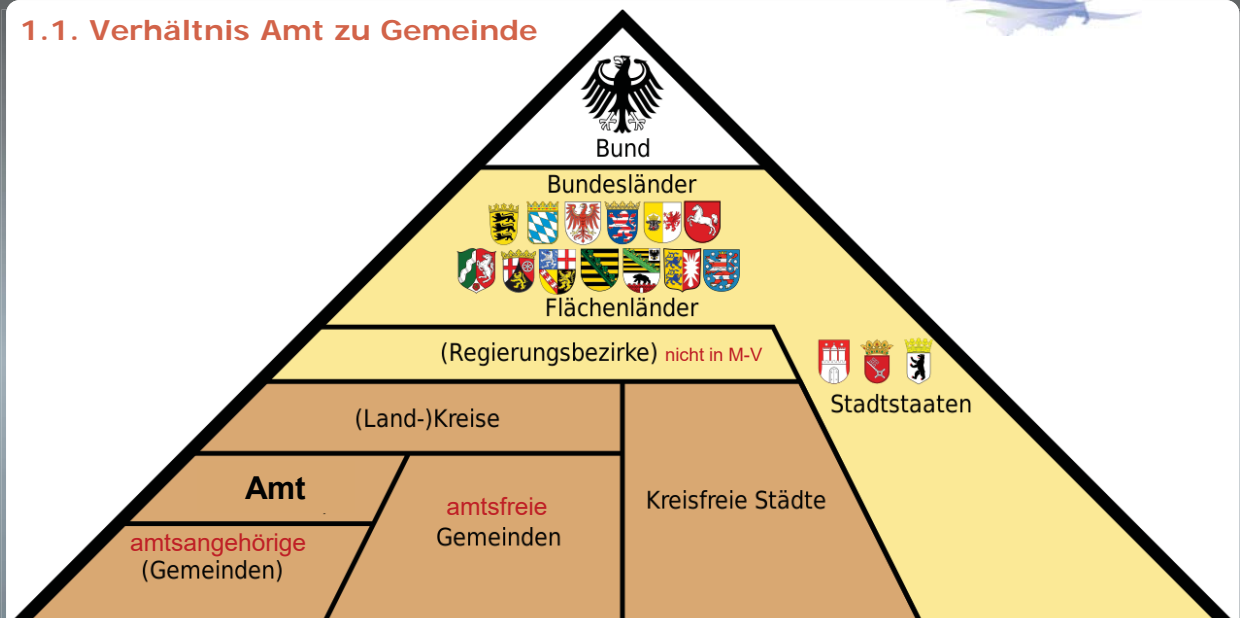 1.1. Verhältnis Amt zu Gemeinde
Bund
Bundesländer
Flächenländer
(Regierungsbezirke) nicht in M-V
Stadtstaaten
(Land-)Kreise
Amt
amtsfreie
Gemeinden
Kreisfreie Städte
amtsangehörige
(Gemeinden)